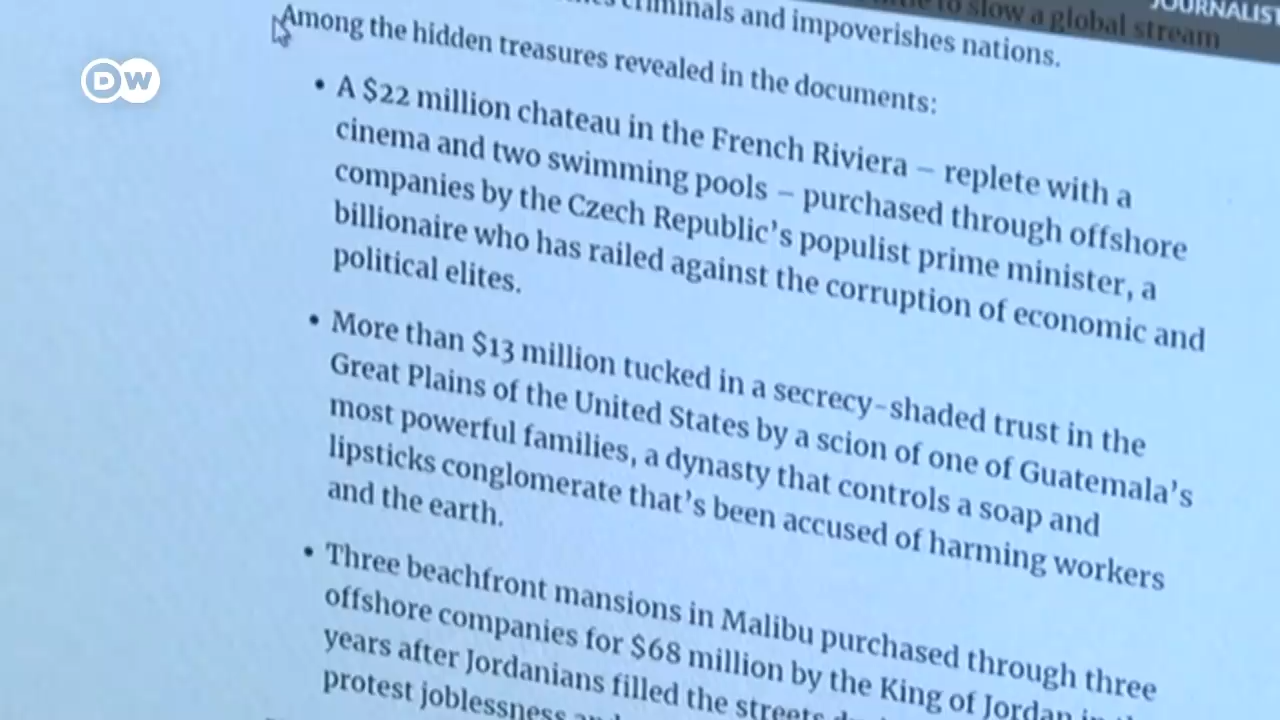 JOURNALIST
to slow a global stream
criminals and impoverishes nations.
Among the hidden treasures revealed in the documents:
DW
• A $22 million chateau in the French Riviera – replete with a
cinema and two swimming pools – purchased through offshore
companies by the Czech Republic's populist prime minister, a
billionaire who has railed against the corruption of economic and
political elites.
• More than $13 million tucked in a secrecy-shaded trust in the
Great Plains of the United States by a scion of one of Guatemala's
most powerful families, a dynasty that controls a soap and
lipsticks conglomerate that's been accused of harming workers
and the earth.
• Three beachfront mansions in Malibu purchased through three
offshore companies for $68 million by the King of Jordan in
years after Jordanians filled the streets
protest joblessness